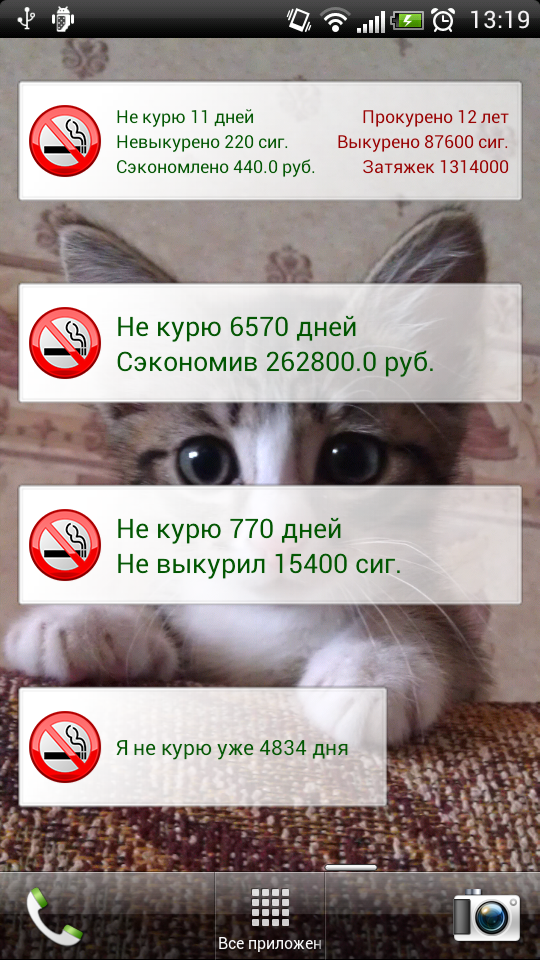 13:19
Не курю 11 дней
Невыкурено 220 сиг.
Сэкономлено 440.0 руб.
Прокурено 12 лет
Выкурено 87600 сиг.
Затяжек 1314000
Не курю 6570 дней
Сэкономив 262800.0 руб.
Не курю 770 дней
Не выкурил 15400 сиг.
Я не курю уже 4834 дня
Все приложен